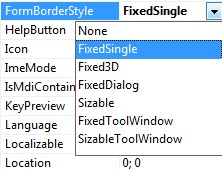 FormBorderStyle FixedSingle
HelpButton None
Icon FixedSingle
ImeMode Fixed3D
IsMdiContain FixedDialog
KeyPreview Sizable
Language FixedToolWindow
Localizable SizableToolWindow
Location 0; 0